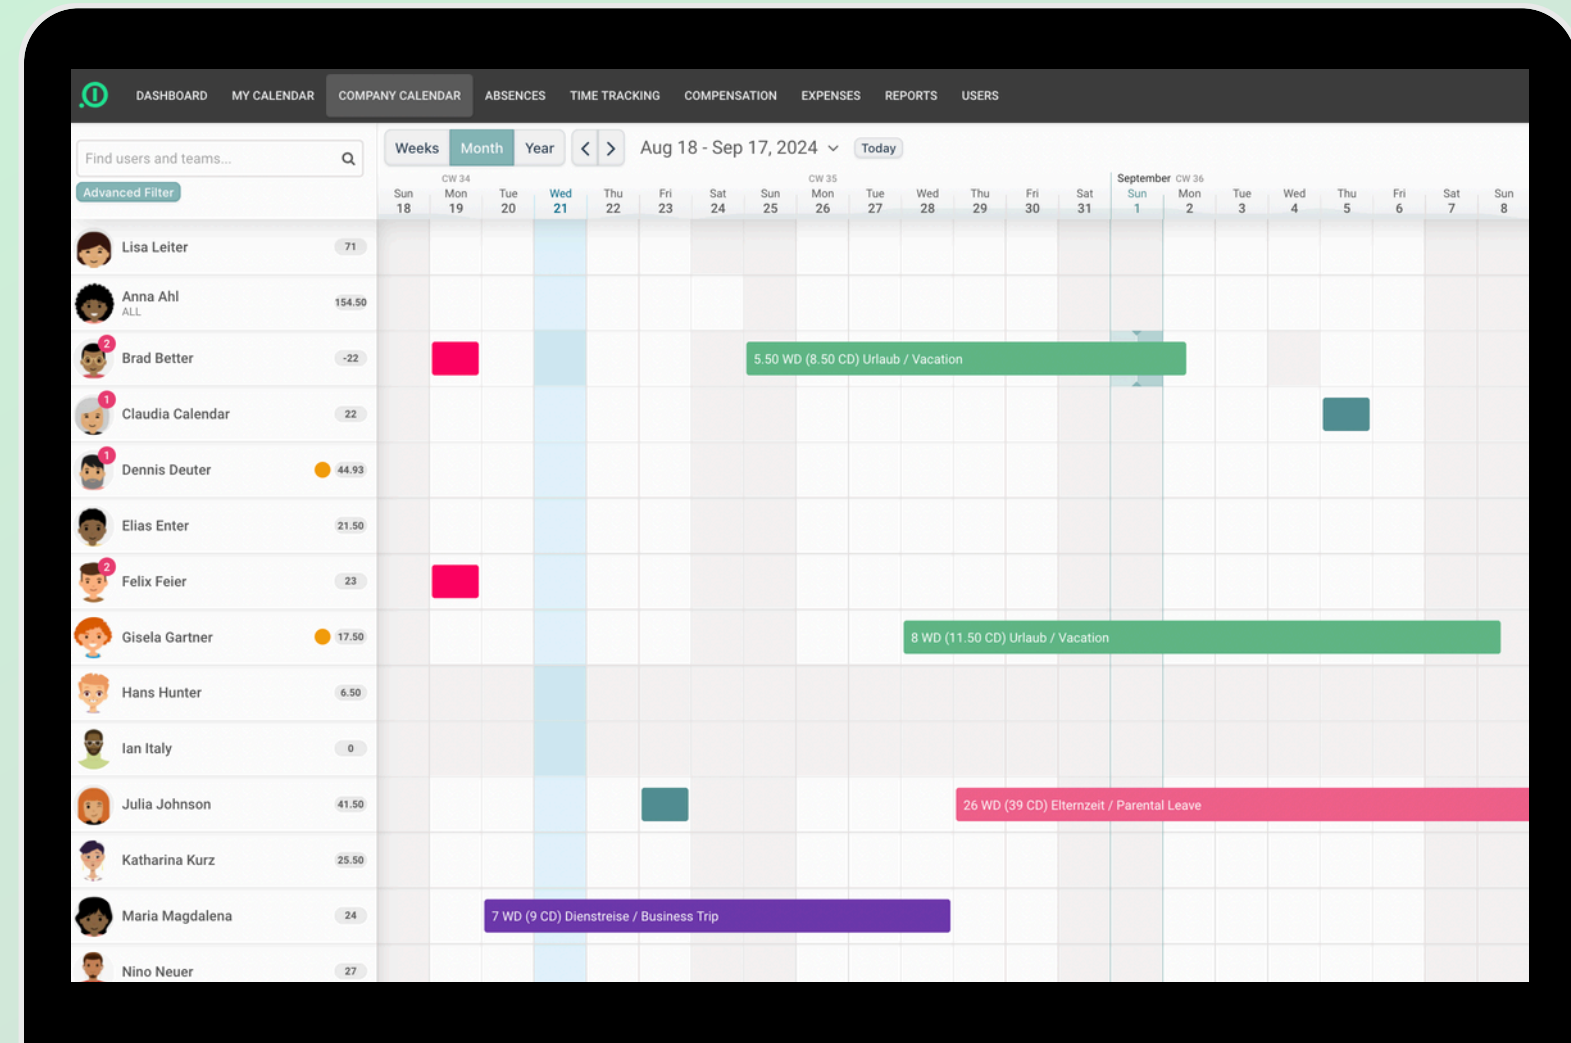 DASHBOARD MY CALENDAR COMPANY CALENDAR ABSENCES TIME TRACKING COMPENSATION EXPENSES REPORTS USERS
Find users and teams...
Advanced Filter
Weeks Month Year Aug 18 - Sep 17, 2024 Today
CW 34 CW 35 September CW 36
Sun Mon Tue Wed Thu Fri Sat Sun Mon Tue Wed Thu Fri Sat Sun Mon Tue Wed Thu Fri Sat Sun
18 19 20 21 22 23 24 25 26 27 28 29 30 31 1 2 3 4 5 6 7 8
Lisa Leiter 71
Anna Ahl 154.50
ALL
2 Brad Better -22 5.50 WD (8.50 CD) Urlaub / Vacation
1 Claudia Calendar 22
1 Dennis Deuter 44.93
Elias Enter 21.50
2 Felix Feier 23
Gisela Gartner 17.50 8 WD (11.50 CD) Urlaub / Vacation
Hans Hunter 6.50
Ian Italy 0
Julia Johnson 41.50 26 WD (39 CD) Elternzeit / Parental Leave
Katharina Kurz 25.50
Maria Magdalena 24 7 WD (9 CD) Dienstreise / Business Trip
Nino Neuer 27